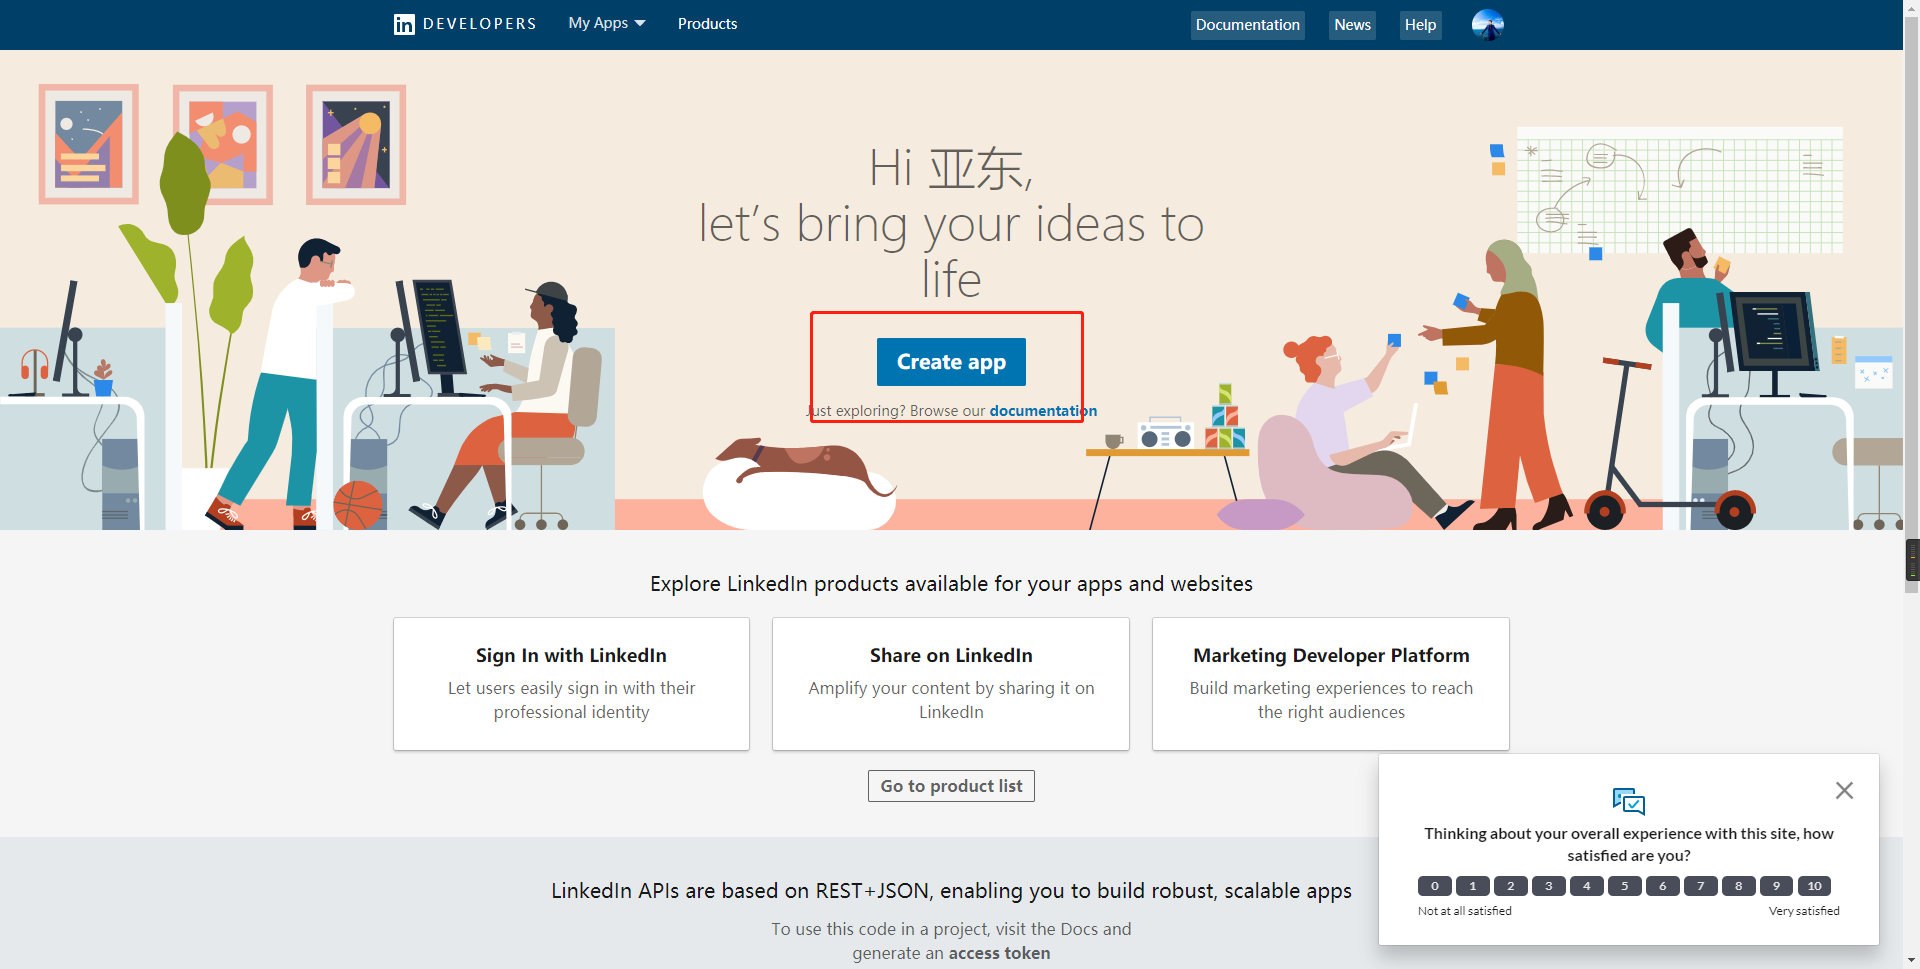 in DEVELOPERS My Apps Products Documentation News Help
Hi 亚东,
let's bring your ideas to
life
Create app
Just exploring? Browse our documentation
Explore LinkedIn products available for your apps and websites
Sign In with LinkedIn
Let users easily sign in with their
professional identity
Share on LinkedIn
Amplify your content by sharing it on
LinkedIn
Marketing Developer Platform
Build marketing experiences to reach
the right audiences
Go to product list
LinkedIn APIs are based on REST+JSON, enabling you to build robust, scalable apps
To use this code in a project, visit the Docs and
generate an access token
Thinking about your overall experience with this site, how
satisfied are you?
0 1 2 3 4 5 6 7 8 9 10
Not at all satisfied Very satisfied